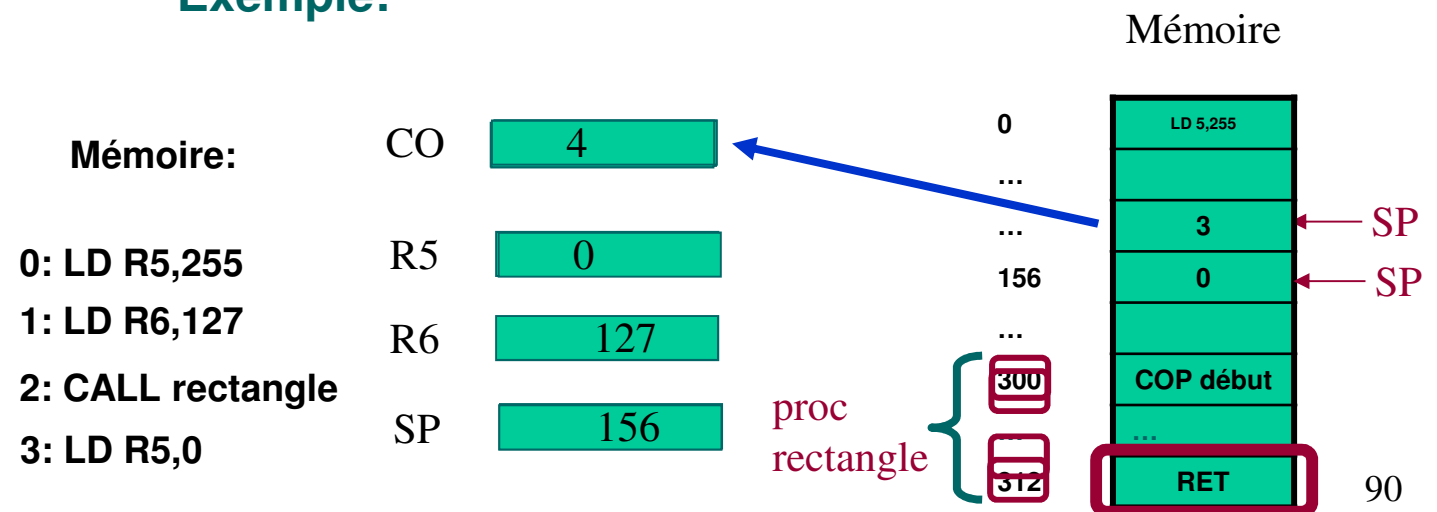 Exemple:
Mémoire:
0: LD R5,255
1: LD R6,127
2: CALL rectangle
3: LD R5,0
CO 4
R5 0
R6 127
SP 156
Mémoire
0 LD 5,255
...
... 3 SP
156 0 SP
...
300 COP début
... ...
312 RET
proc
rectangle
90